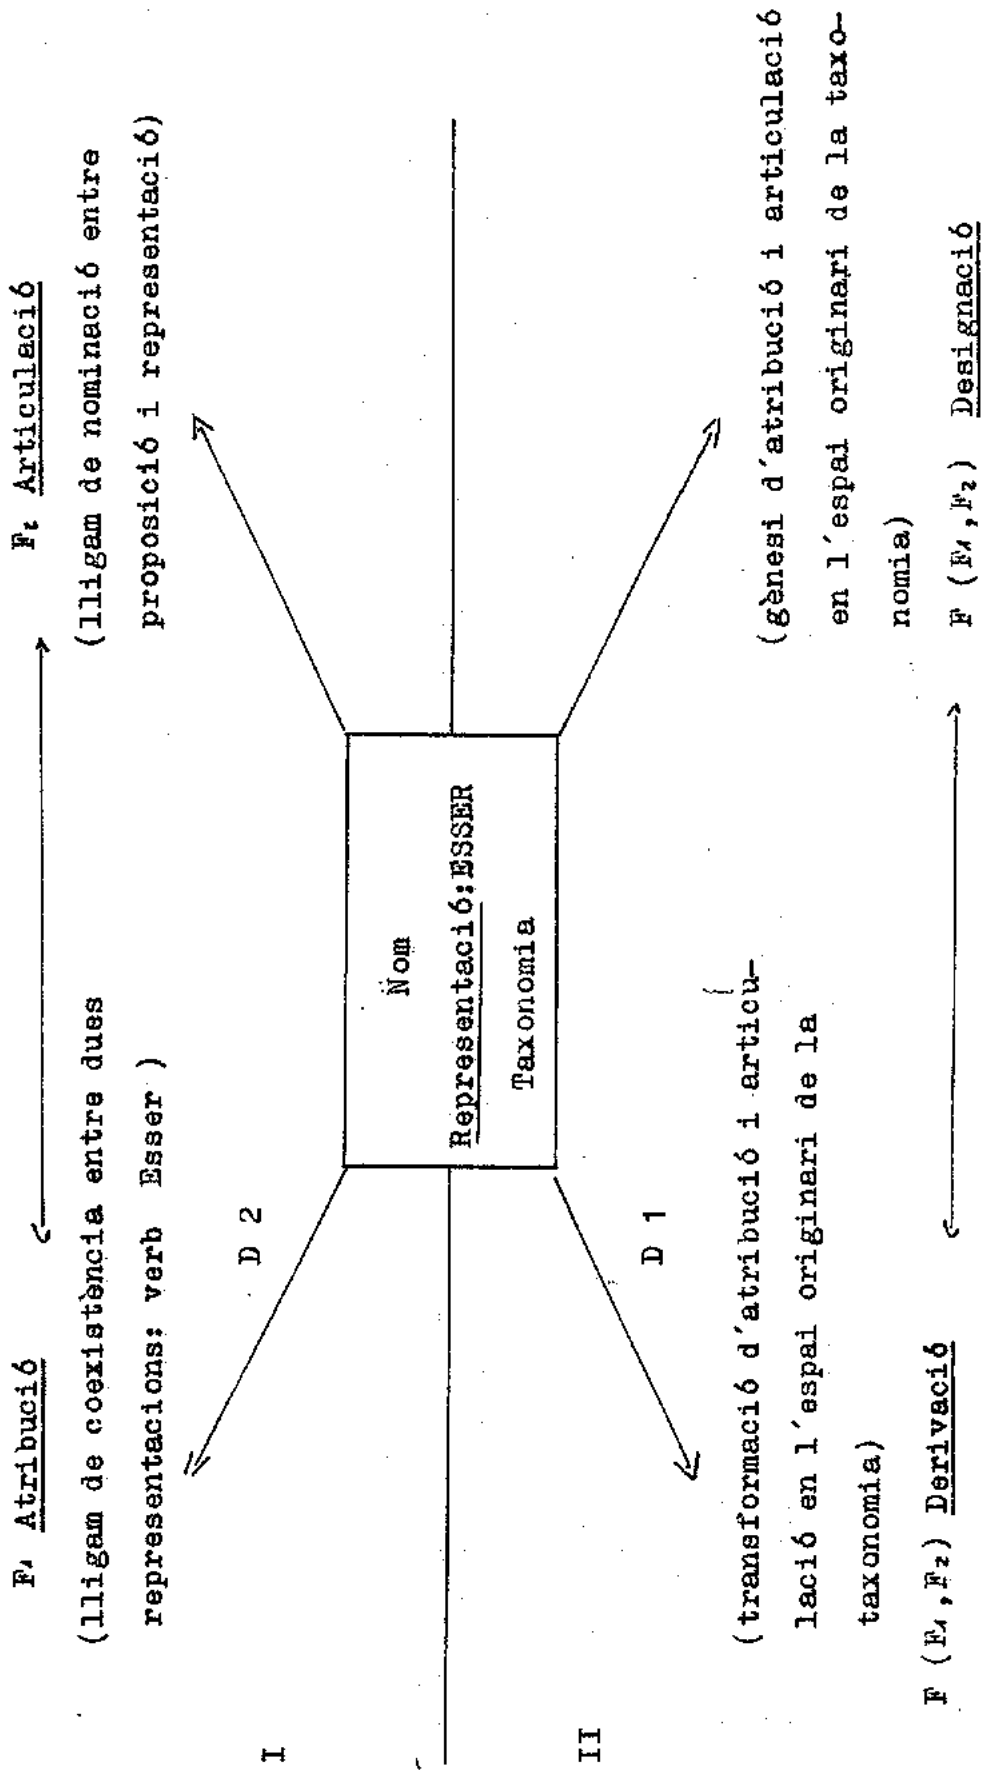 F₁ Atribució
(lligam de coexistència entre dues
representacions: verb Esser )
F₂ Articulació
(lligam de nominació entre
proposició i representació)
I
D 2
Nom
Representació:ESSER
Taxonomia
II
D 1
(transformació d'atribució i articu-
lació en l'espai originari de la
taxonomia)
F (F₁,F₂) Derivació
(gènesi d'atribució i articulació
en l'espai originari de la taxo-
nomia)
F (F₁,F₂) Designació